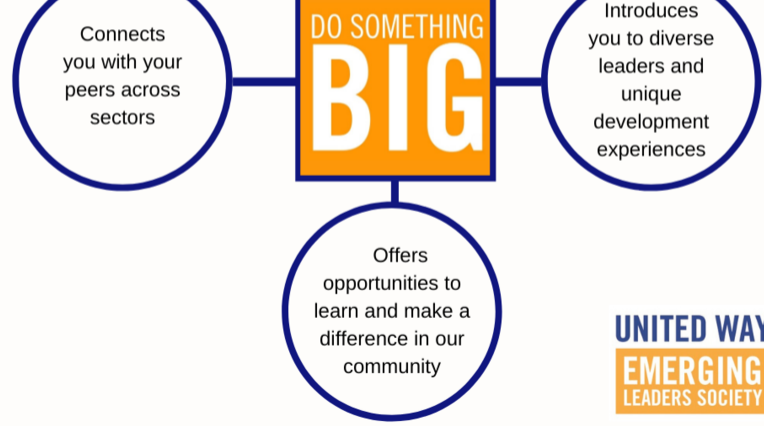 Connects
you with your
peers across
sectors
DO SOMETHING
BIG
Introduces
you to diverse
leaders and
unique
development
experiences
Offers
opportunities to
learn and make a
difference in our
community
UNITED WAY
EMERGING
LEADERS SOCIETY